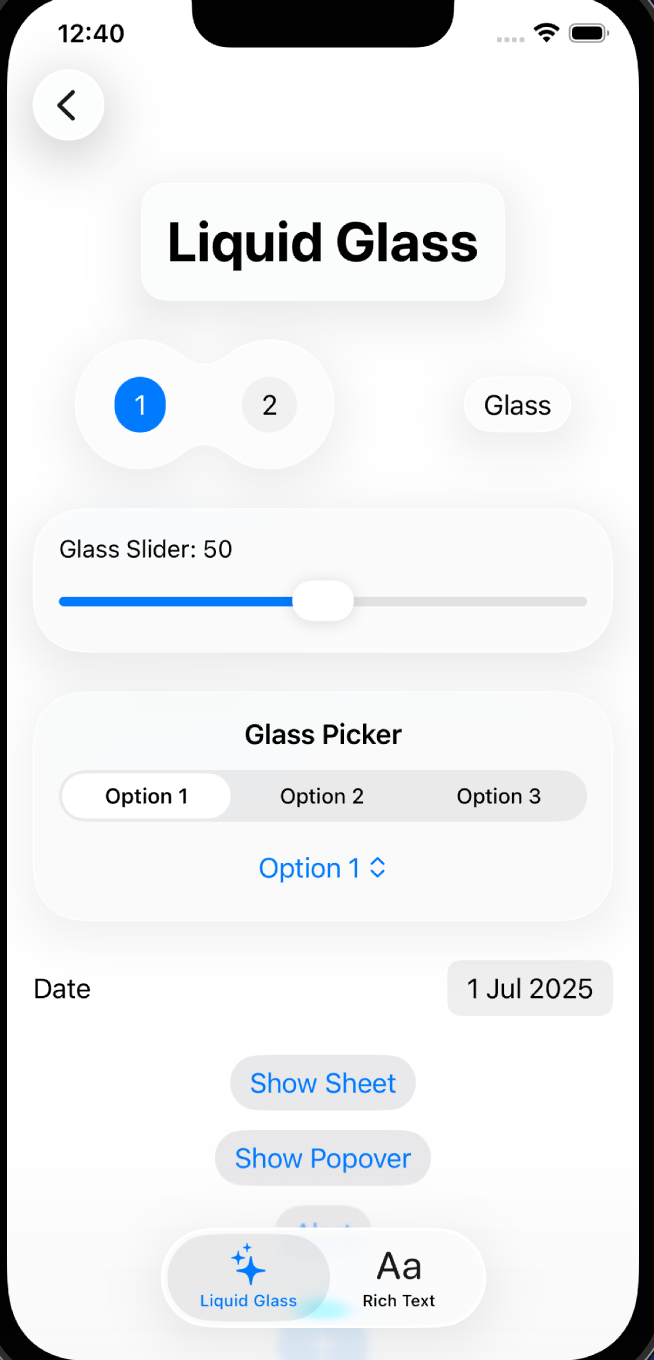 12:40
Liquid Glass
1
2
Glass
Glass Slider: 50
Glass Picker
Option 1
Option 2
Option 3
Option 1
Date
1 Jul 2025
Show Sheet
Show Popover
Aa
Liquid Glass
Rich Text